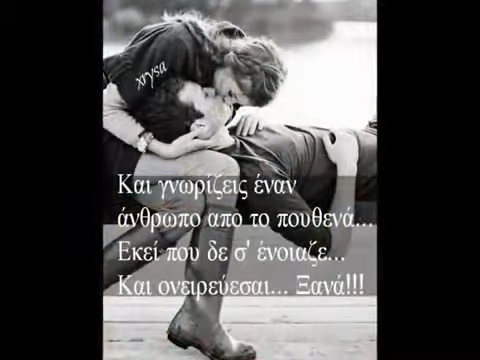 xrysa
Και γνωρίζεις έναν
άνθρωπο απο το πουθενά...
Εκεί που δε σ' ένοιαζε...
Και ονειρεύεσαι... Ξανά!!!